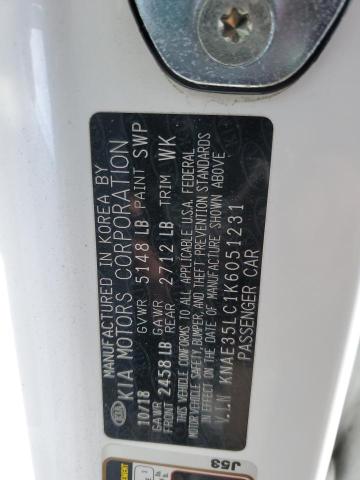 MANUFACTURED IN KOREA BY
KIA MOTORS CORPORATION
10/18 GVWR 5148 LB PAINT SWP
GAWR FRONT 2458 LB GAWR REAR 2712 LB TRIM WK
THIS VEHICLE CONFORMS TO ALL APPLICABLE U.S.A. FEDERAL
MOTOR VEHICLE SAFETY, BUMPER, AND THEFT PREVENTION STANDARDS
IN EFFECT ON THE DATE OF MANUFACTURE SHOWN ABOVE
V.I.N KNAE35LC1K6051231
PASSENGER CAR
KIA
J53